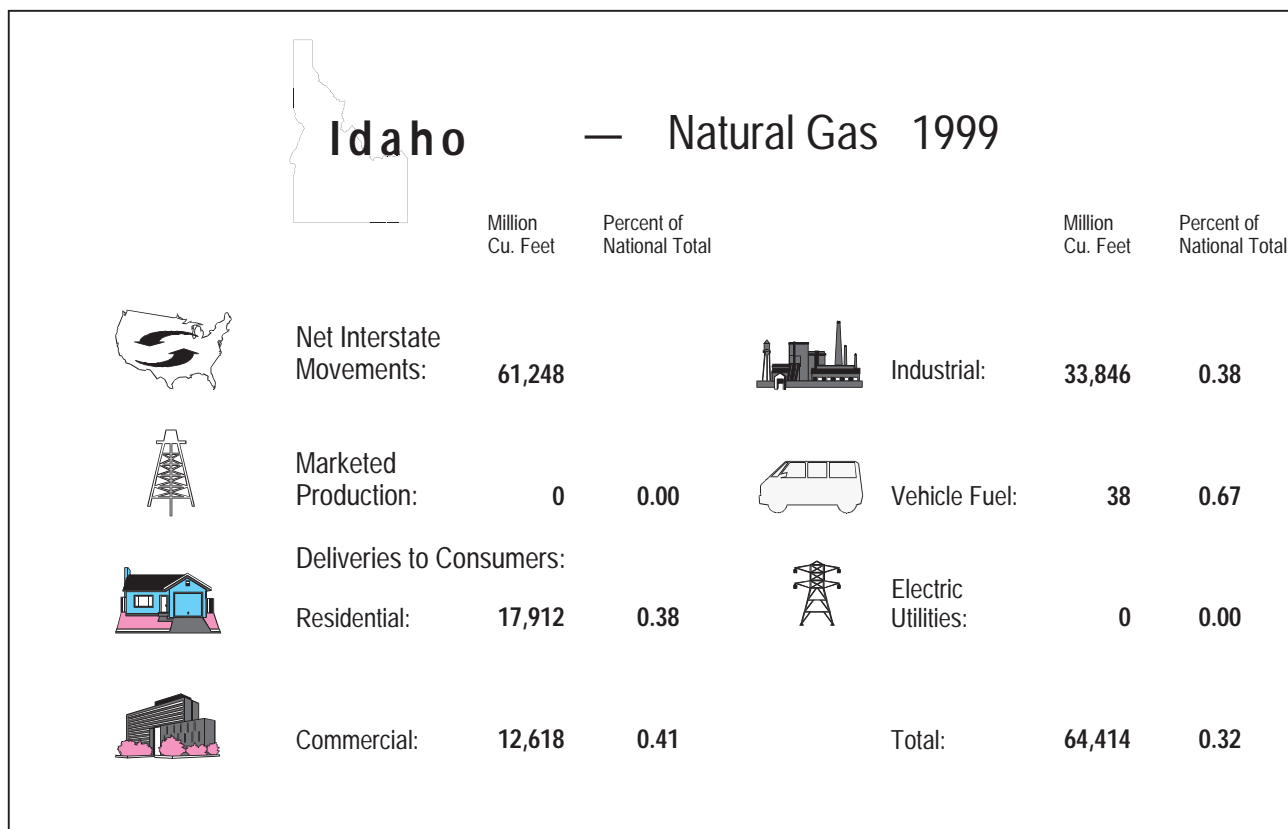 Idaho — Natural Gas 1999
Million Percent of Million Percent of
Cu. Feet National Total Cu. Feet National Total
Net Interstate
Movements: 61,248
Industrial: 33,846 0.38
Marketed
Production: 0 0.00
Vehicle Fuel: 38 0.67
Deliveries to Consumers:
Residential: 17,912 0.38
Electric
Utilities: 0 0.00
Commercial: 12,618 0.41
Total: 64,414 0.32